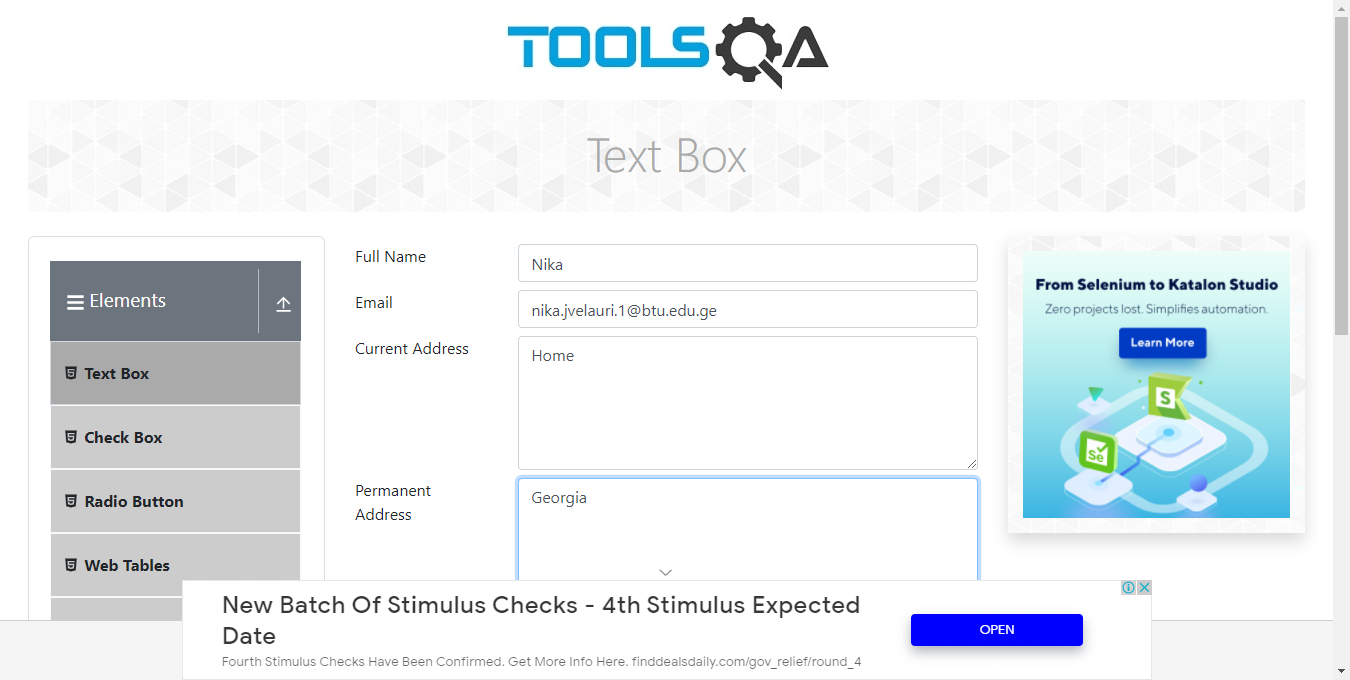 TOOLSQA
Text Box
Elements
Text Box
Check Box
Radio Button
Web Tables
Full Name
Nika
Email
nika.jvelauri.1@btu.edu.ge
Current Address
Home
Permanent
Address
Georgia
From Selenium to Katalon Studio
Zero projects lost. Simplifies automation.
Learn More
S
Se
New Batch Of Stimulus Checks - 4th Stimulus Expected
Date
Fourth Stimulus Checks Have Been Confirmed. Get More Info Here. finddealsdaily.com/gov_relief/round_4
OPEN